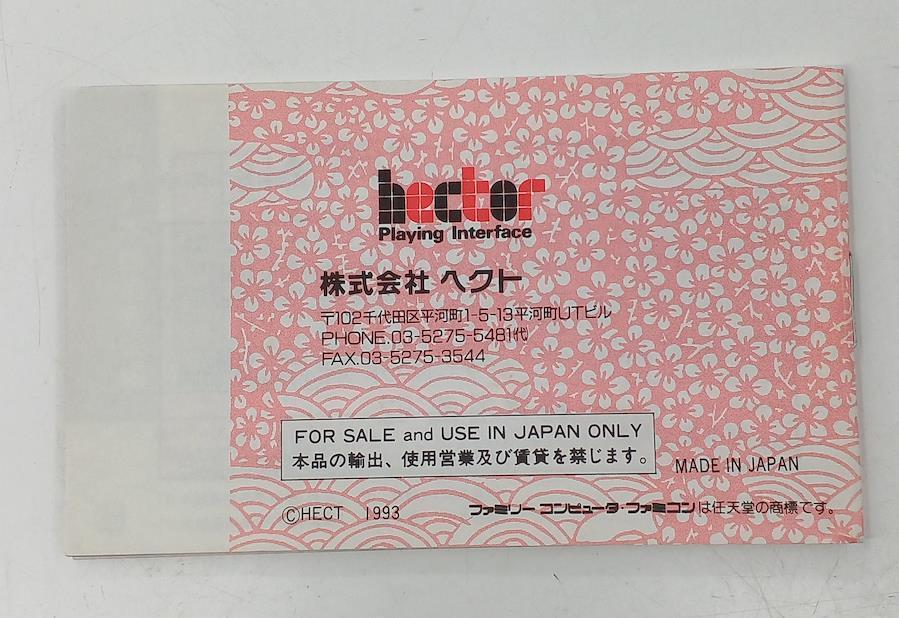 hector
Playing Interface
株式会社 ヘクト
〒102千代田区平河町1-5-13平河町UTビル
PHONE.03-5275-5481代
FAX.03-5275-3544
FOR SALE and USE IN JAPAN ONLY
本品の輸出、使用営業及び賃貸を禁じます。
MADE IN JAPAN
©HECT 1993
ファミリーコンピュータ・ファミコンは任天堂の商標です。